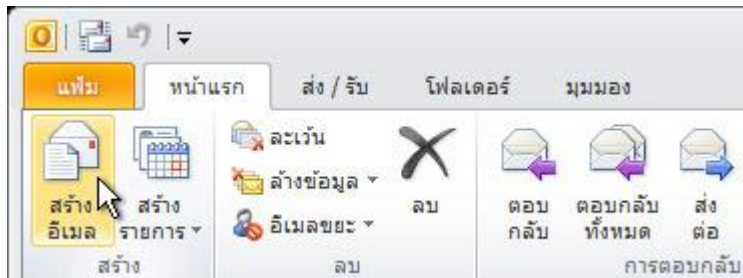 แฟ้ม หน้าแรก ส่ง / รับ โฟลเดอร์ มุมมอง
สร้าง
อีเมล
สร้าง
รายการ
ละเว้น
ล้างข้อมูล
อีเมลขยะ
ลบ
ตอบ
กลับ
ตอบกลับ
ทั้งหมด
ส่ง
ต่อ
สร้าง
ลบ
การตอบกลับ